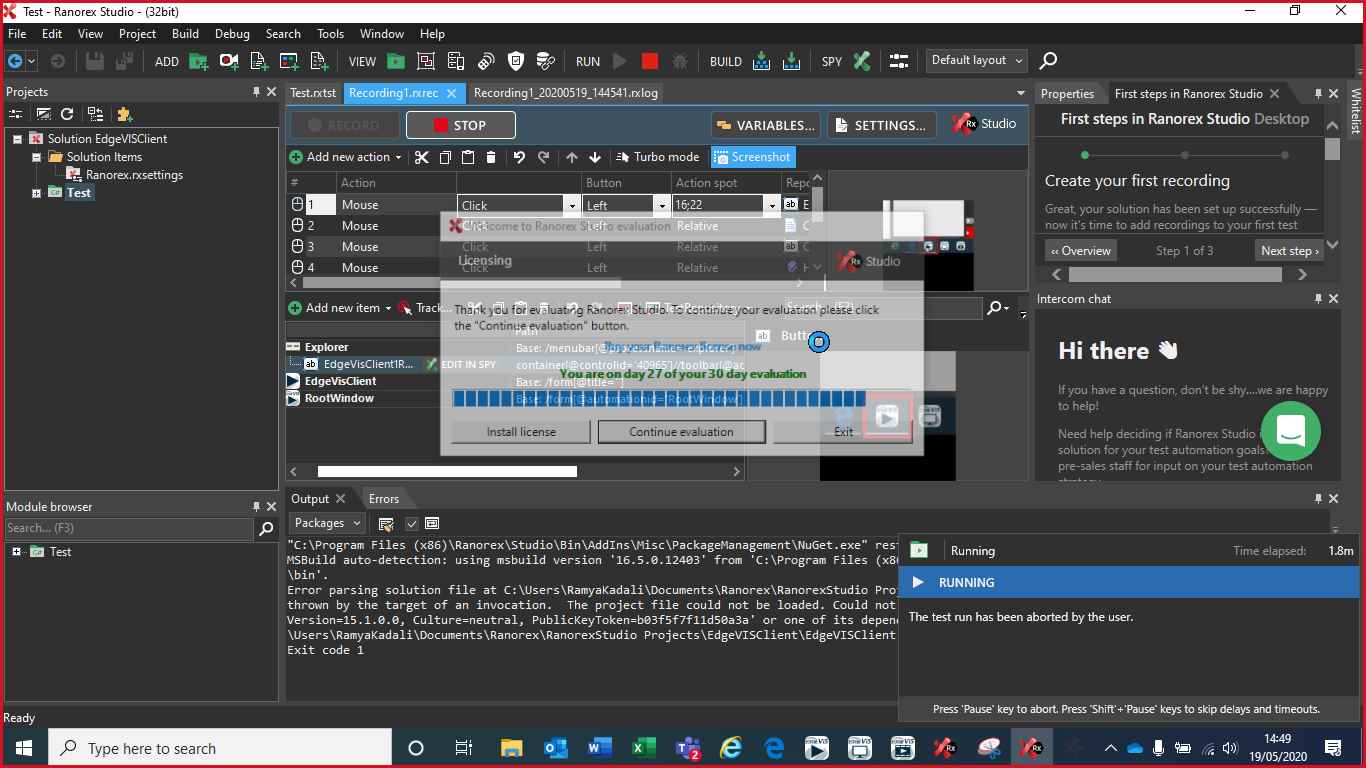 Test - Ranorex Studio - (32bit)
File Edit View Project Build Debug Search Tools Window Help
ADD VIEW RUN BUILD SPY Default layout
Projects
Solution EdgeVISClient
Solution Items
Ranorex.rxsettings
Test
Module browser
Search... (F3)
Test
Test.rxtst Recording1.rxrec Recording1_20200519_144541.rxlog
RECORD STOP VARIABLES... SETTINGS... Rx Studio
Add new action Turbo mode Screenshot
# Action Button Action spot Repo
1 Mouse Click Left 16;22 ab E
2 Mouse Click Left Relative
3 Mouse Click Left Relative ab
4 Mouse Click Left Relative
Welcome to Ranorex Studio evaluation
Licensing
Rx Studio
Thank you for evaluating Ranorex Studio. To continue your evaluation please click
the "Continue evaluation" button.
Buy your Ranorex license now
You are on day 27 of your 30 day evaluation
Install license Continue evaluation Exit
Add new item Track...
Search... (F3)
Path
ab
Explorer
Base: /menubar[@processname='explorer']
ab EdgeVisClient1R... EDIT IN SPY container[@controlid='40965']//toolbar[@ac
EdgeVisClient Base: /form[@title='']
RootWindow Base: /form[@automationid='RootWindow']
Properties First steps in Ranorex Studio
Whitelist
First steps in Ranorex Studio Desktop
Create your first recording
Great, your solution has been set up successfully —
now it's time to add recordings to your first test
‹‹ Overview Step 1 of 3 Next step ›
Intercom chat
Hi there
If you have a question, don't be shy....we are happy
to help!
Need help deciding if Ranorex Studio
solution for your test automation goals?
pre-sales staff for input on your test automation
Output Errors
Packages
"C:\Program Files (x86)\Ranorex\Studio\Bin\AddIns\Misc\PackageManagement\NuGet.exe" rest
MSBuild auto-detection: using msbuild version '16.5.0.12403' from 'C:\Program Files (x8
\bin'.
Error parsing solution file at C:\Users\RamyaKadali\Documents\Ranorex\RanorexStudio Proj
thrown by the target of an invocation.  The project file could not be loaded. Could not
Version=15.1.0.0, Culture=neutral, PublicKeyToken=b03f5f7f11d50a3a' or one of its depen
\Users\RamyaKadali\Documents\Ranorex\RanorexStudio Projects\EdgeVISClient\EdgeVISClient
Exit code 1
Running Time elapsed: 1.8m
RUNNING
The test run has been aborted by the user.
Press 'Pause' key to abort. Press 'Shift'+'Pause' keys to skip delays and timeouts.
Ready
Type here to search
14:49
19/05/2020